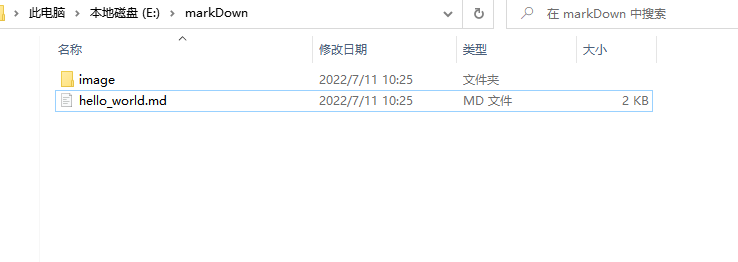 此电脑 > 本地磁盘 (E:) > markDown 在 markDown 中搜索
名称 修改日期 类型 大小
image 2022/7/11 10:25 文件夹
hello_world.md 2022/7/11 10:25 MD 文件 2 KB